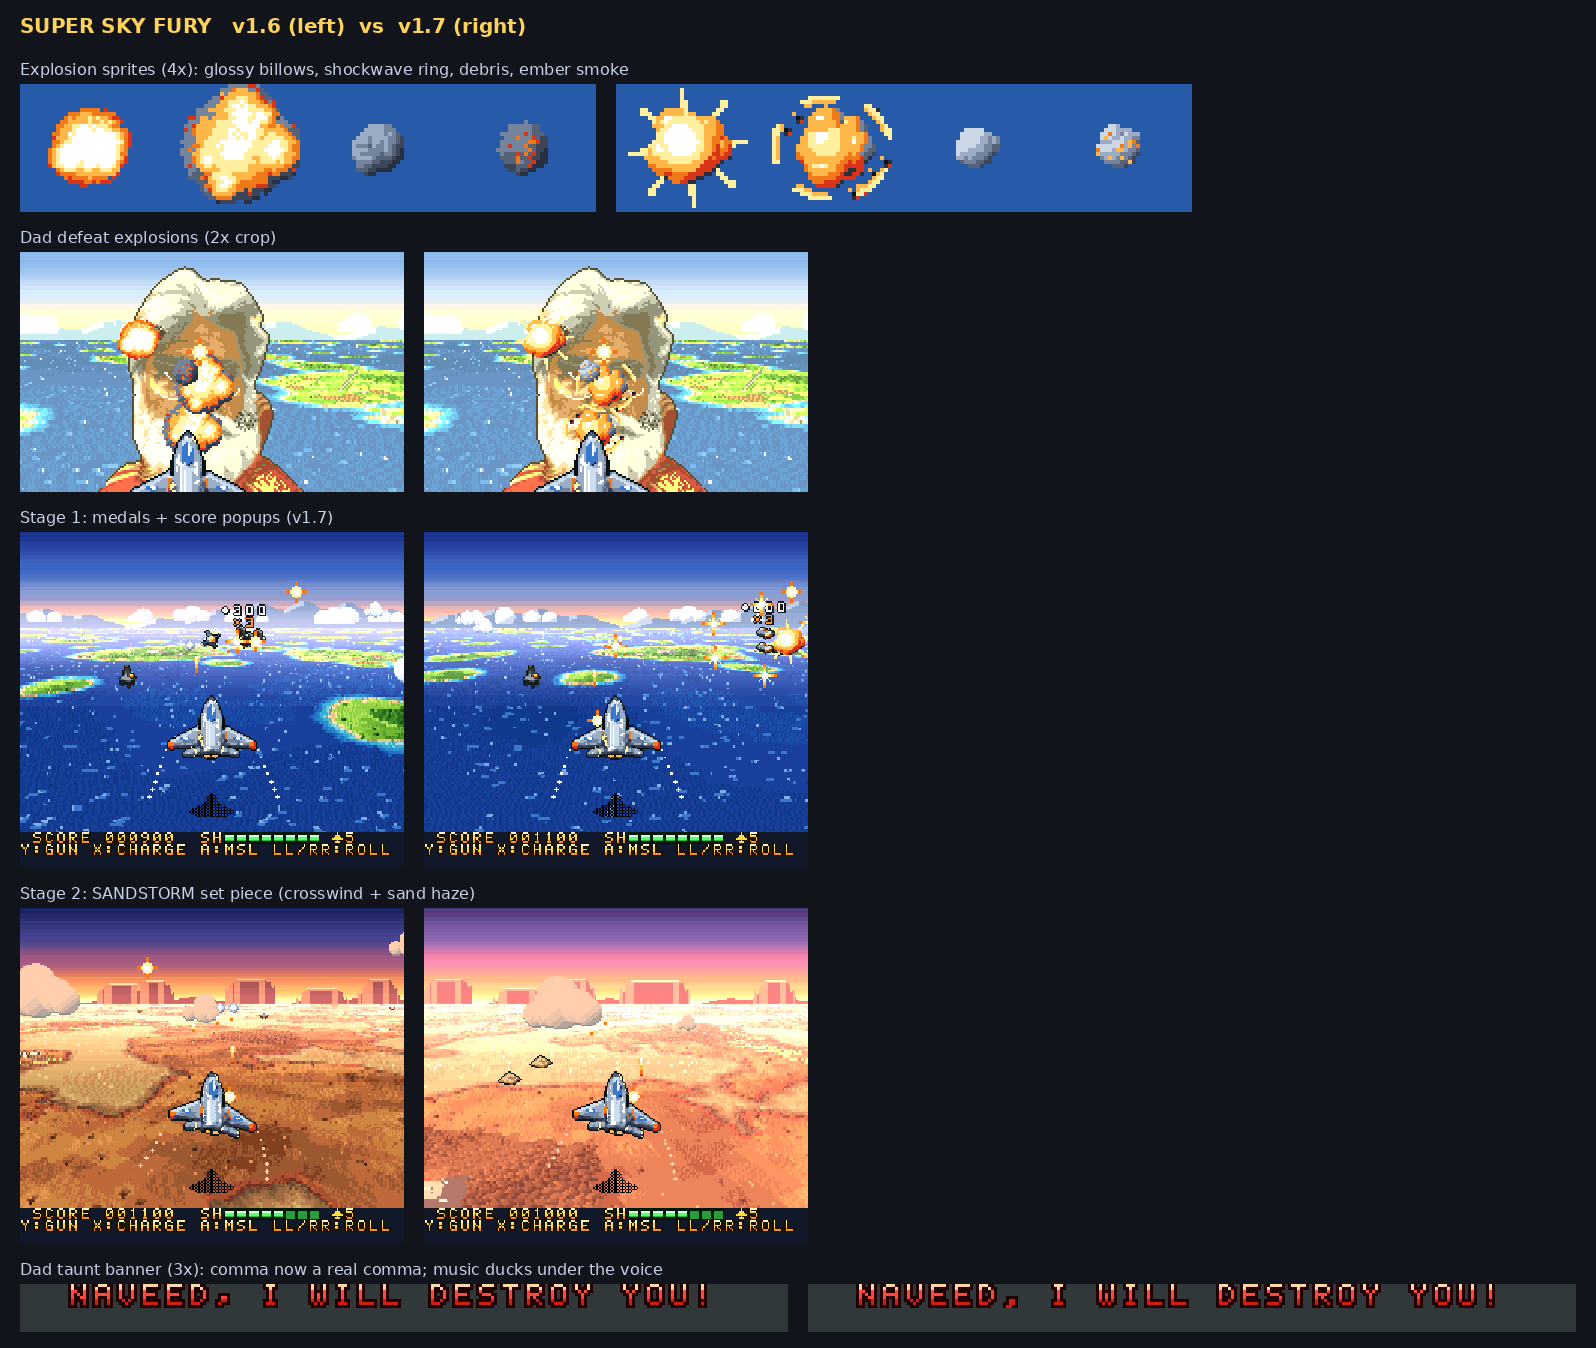 SUPER SKY FURY v1.6 (left) vs v1.7 (right)
Explosion sprites (4x): glossy billows, shockwave ring, debris, ember smoke
Dad defeat explosions (2x crop)
Stage 1: medals + score popups (v1.7)
300
x3
x3
SCORE 000900 SH 5
Y:GUN X:CHARGE A:MSL LL/RR:ROLL
SCORE 001100 SH 5
Y:GUN X:CHARGE A:MSL LL/RR:ROLL
Stage 2: SANDSTORM set piece (crosswind + sand haze)
SCORE 001100 SH 5
Y:GUN X:CHARGE A:MSL LL/RR:ROLL
SCORE 001000 SH 5
Y:GUN X:CHARGE A:MSL LL/RR:ROLL
Dad taunt banner (3x): comma now a real comma; music ducks under the voice
NAVEED, I WILL DESTROY YOU!
NAVEED, I WILL DESTROY YOU!